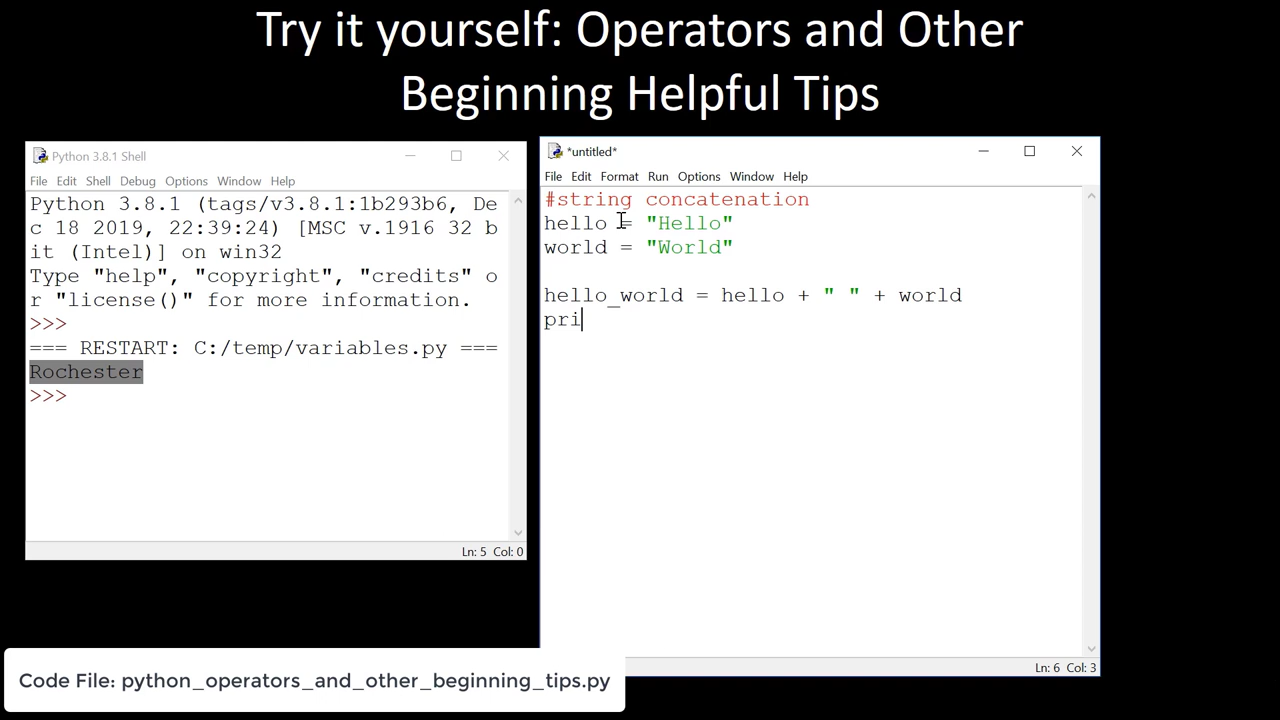 Try it yourself: Operators and Other
Beginning Helpful Tips
Python 3.8.1 Shell
File Edit Shell Debug Options Window Help
Python 3.8.1 (tags/v3.8.1:1b293b6, De
c 18 2019, 22:39:24) [MSC v.1916 32 b
it (Intel)] on win32
Type "help", "copyright", "credits" o
r "license()" for more information.
>>>
=== RESTART: C:/temp/variables.py ===
Rochester
>>>
Ln: 5 Col: 0
*untitled*
File Edit Format Run Options Window Help
#string concatenation
hello = "Hello"
world = "World"
hello_world = hello + " " + world
pri
Ln: 6 Col: 3
Code File: python_operators_and_other_beginning_tips.py